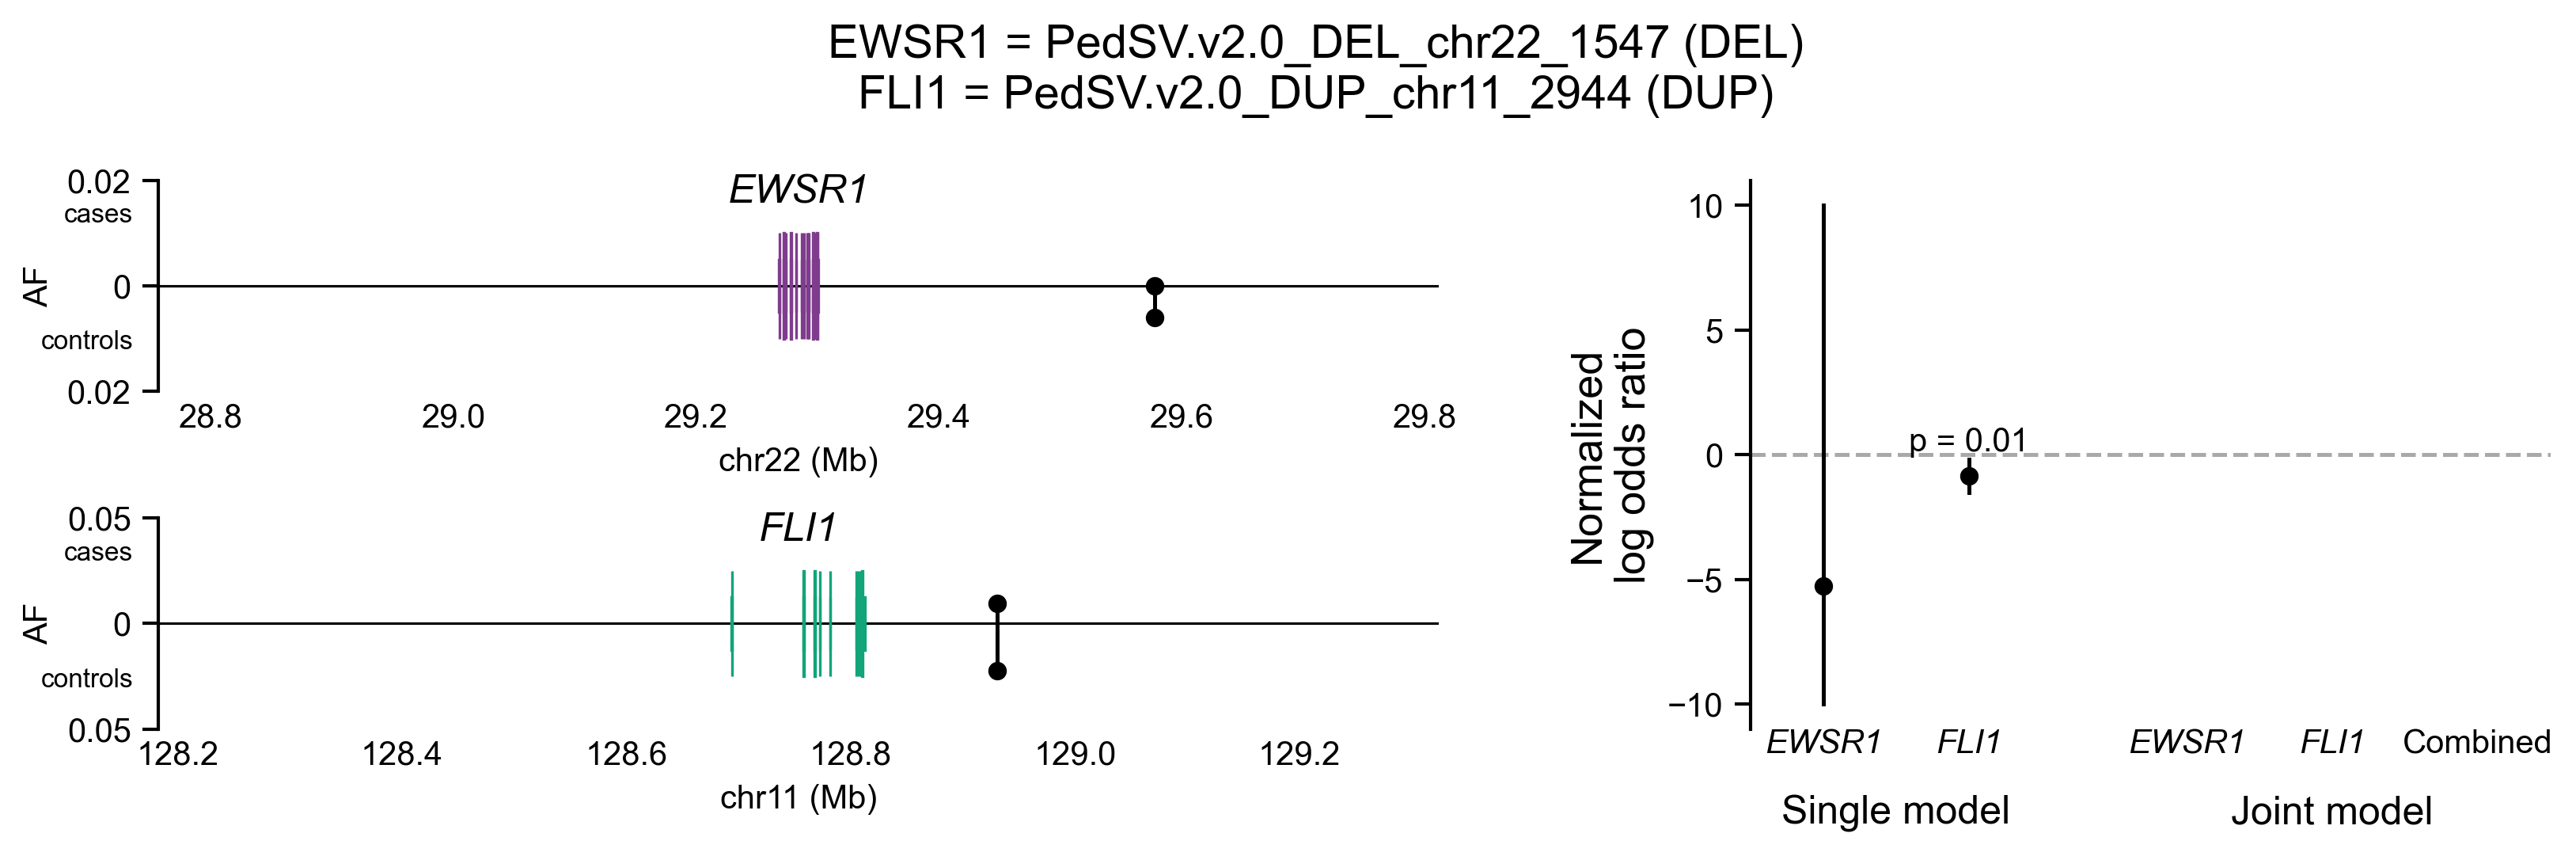 EWSR1 = PedSV.v2.0_DEL_chr22_1547 (DEL)
FLI1 = PedSV.v2.0_DUP_chr11_2944 (DUP)
EWSR1
0.02
cases
0
controls
0.02
AF
28.8 29.0 29.2 29.4 29.6 29.8
chr22 (Mb)
FLI1
0.05
cases
0
controls
0.05
AF
128.2 128.4 128.6 128.8 129.0 129.2
chr11 (Mb)
Normalized
log odds ratio
10
5
0
−5
−10
p = 0.01
EWSR1 FLI1 EWSR1 FLI1 Combined
Single model Joint model